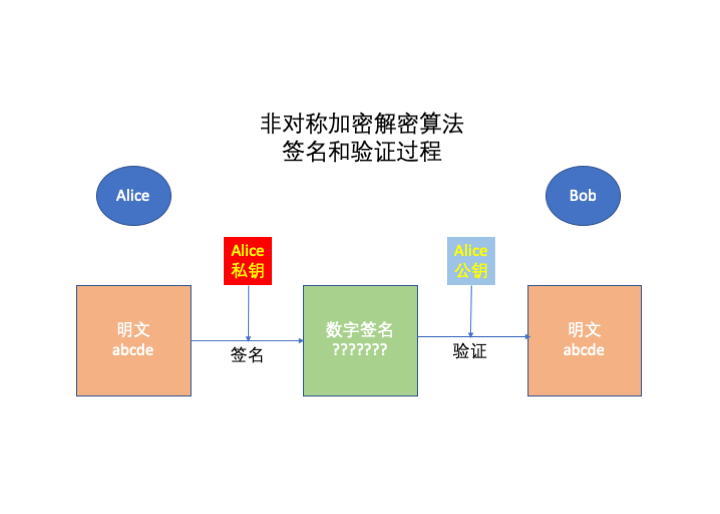 非对称加密解密算法
签名和验证过程
Alice
Bob
Alice
私钥
Alice
公钥
明文
abcde
签名
数字签名
???????
验证
明文
abcde